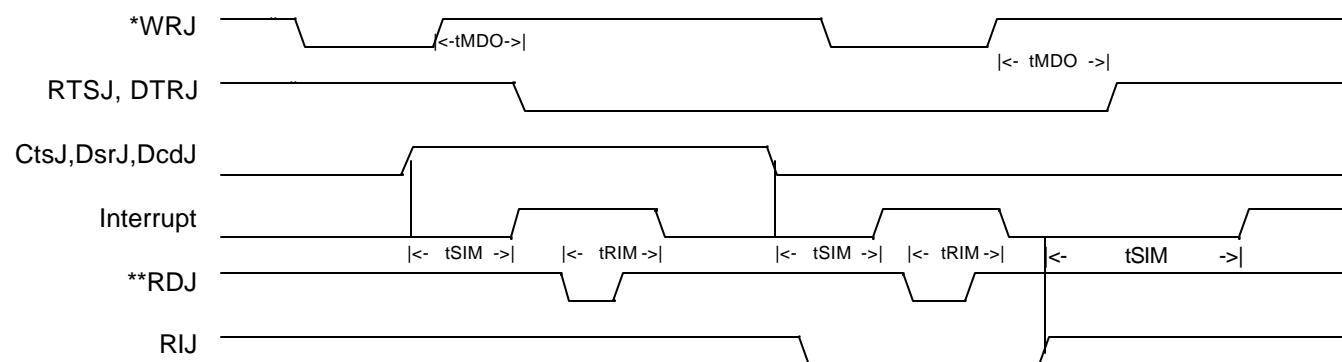 *WRJ
|<-tMDO->|
|<- tMDO ->|
RTSJ, DTRJ
CtsJ,DsrJ,DcdJ
Interrupt
|<- tSIM ->| |<- tRIM ->| |<- tSIM ->| |<- tRIM ->| |<- tSIM ->|
**RDJ
RIJ